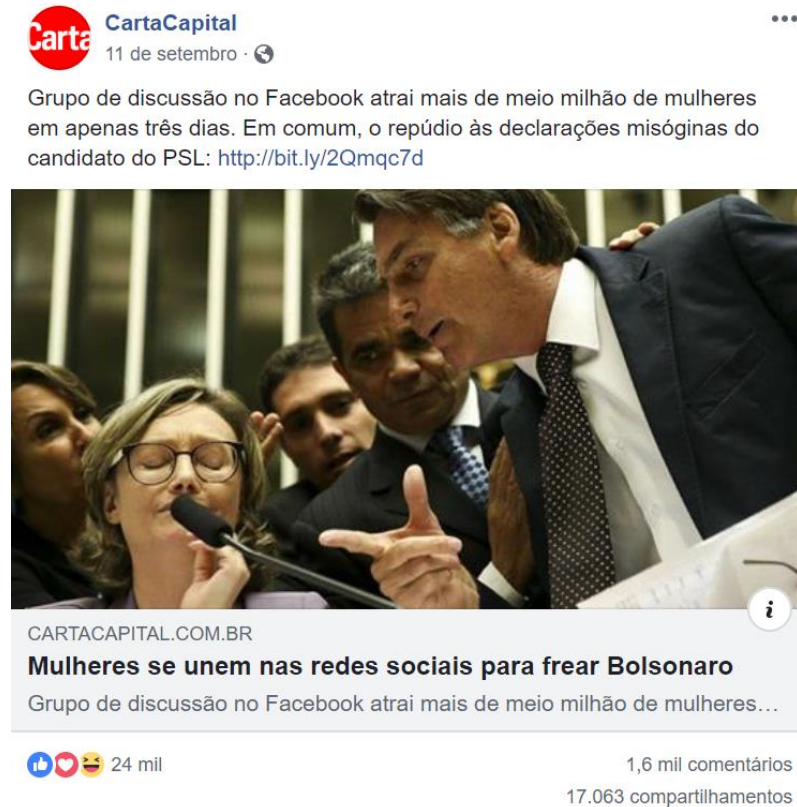 Carta
CartaCapital
11 de setembro ·
Grupo de discussão no Facebook atrai mais de meio milhão de mulheres
em apenas três dias. Em comum, o repúdio às declarações misóginas do
candidato do PSL: http://bit.ly/2Qmqc7d
i
CARTACAPITAL.COM.BR
Mulheres se unem nas redes sociais para frear Bolsonaro
Grupo de discussão no Facebook atrai mais de meio milhão de mulheres...
24 mil
1,6 mil comentários
17.063 compartilhamentos